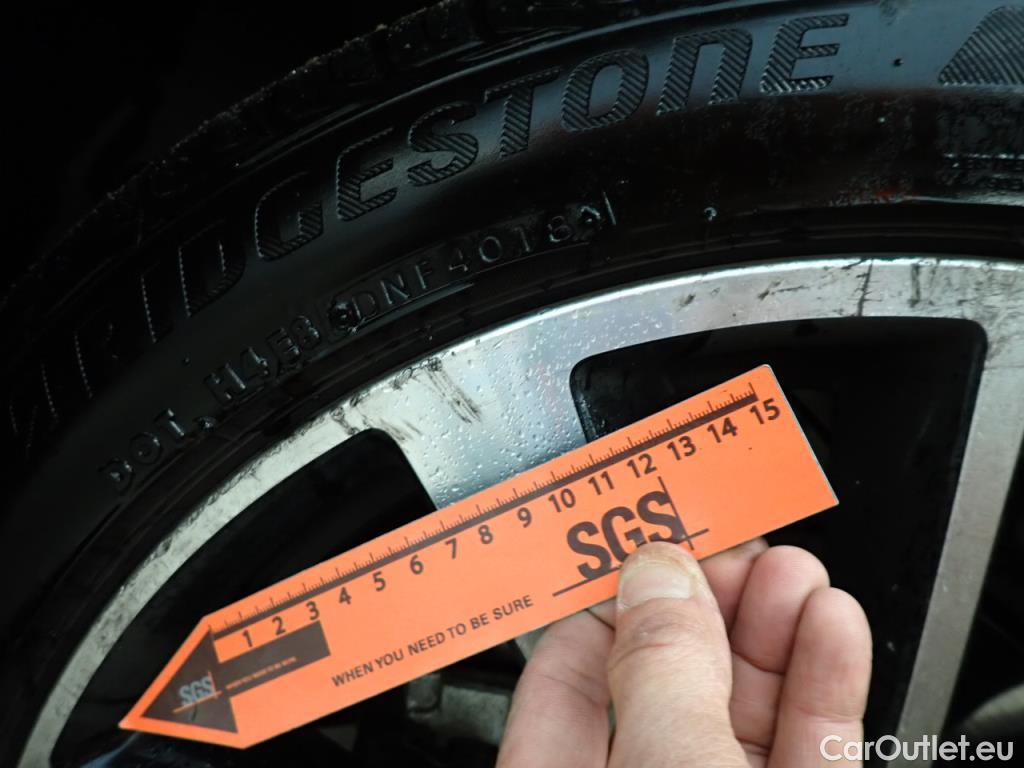 BRIDGESTONE
DOT. H4E8 DNF 4018
1 2 3 4 5 6 7 8 9 10 11 12 13 14 15
SGS
WHEN YOU NEED TO BE SURE
SGS
CarOutlet.eu